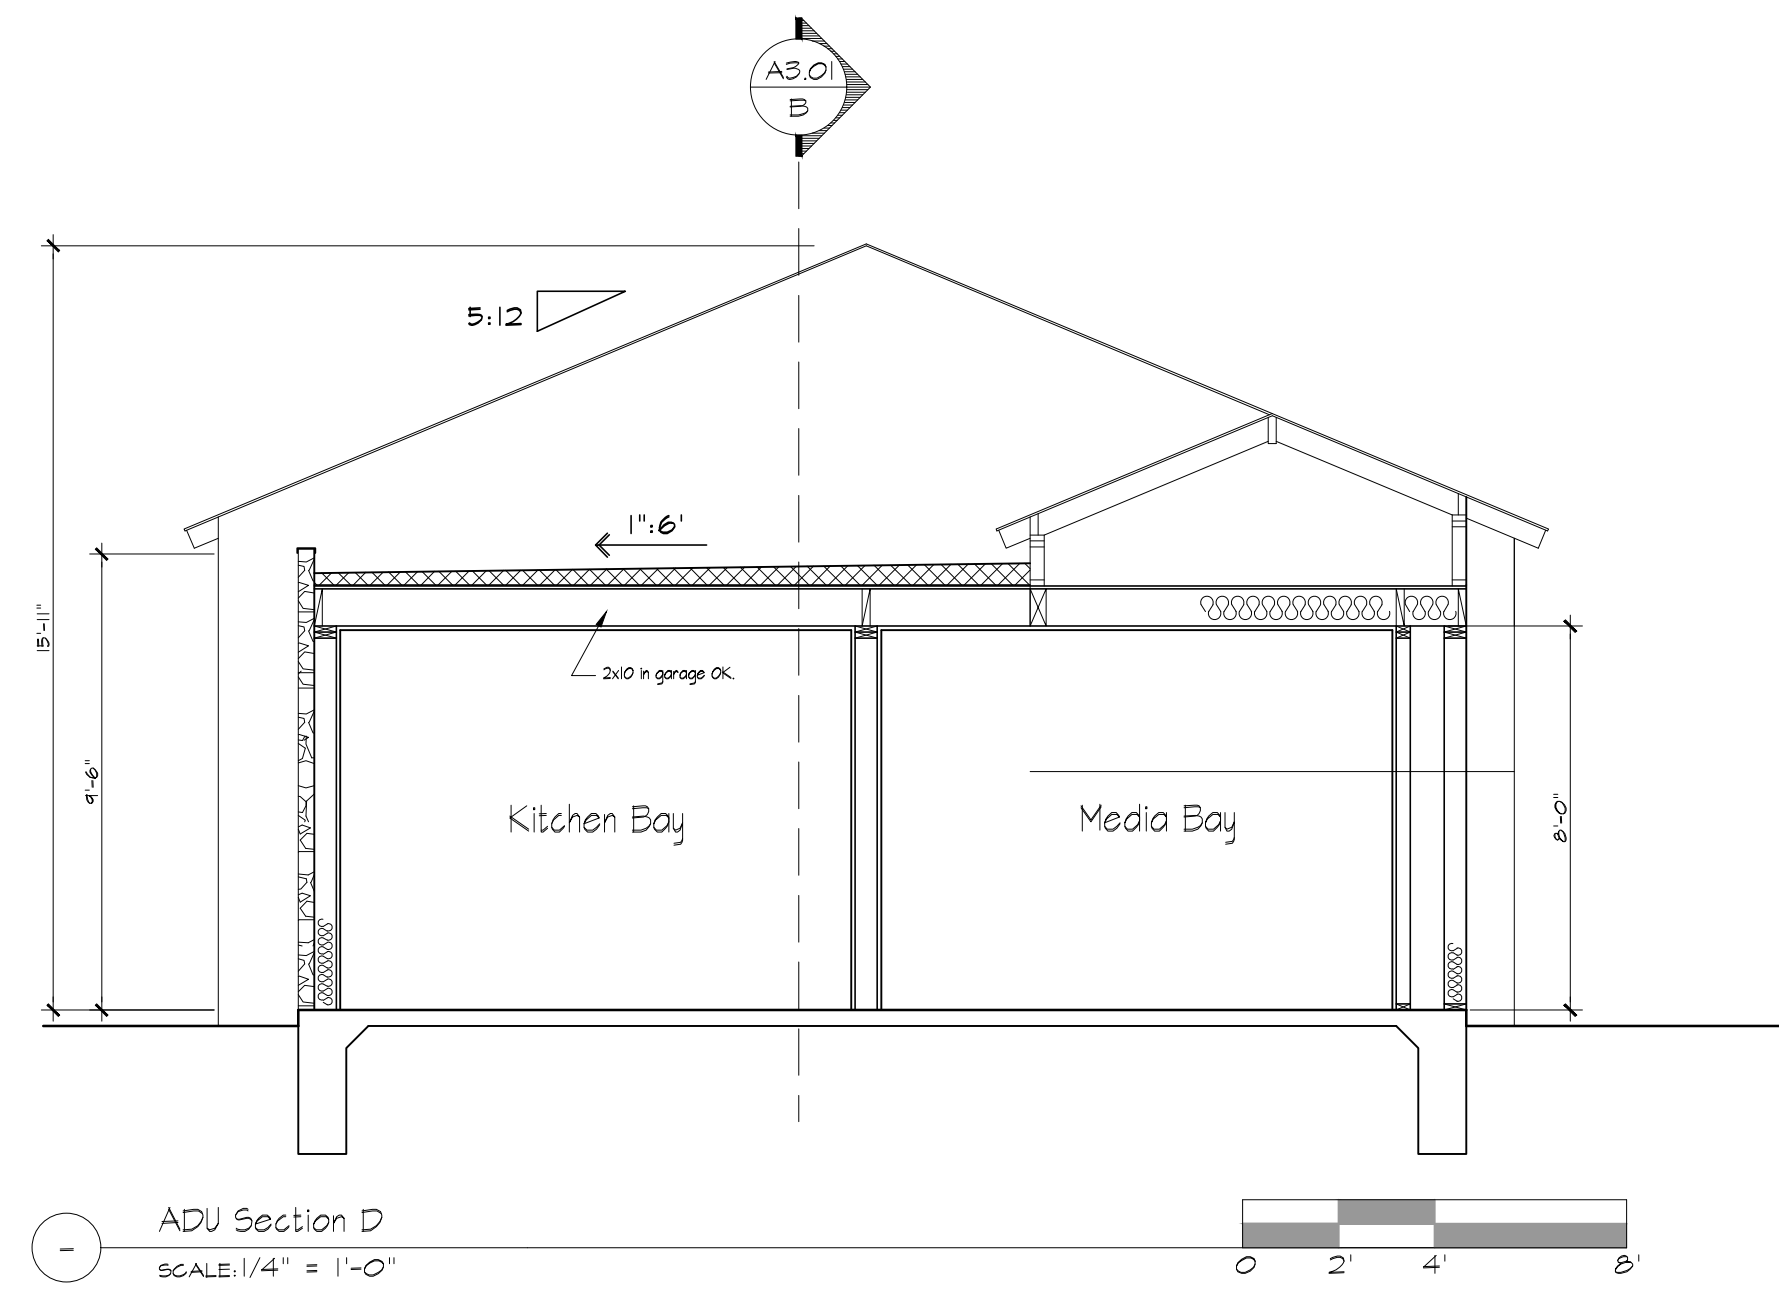 A3.01
B
5:12
1":6'
15'-11"
2x10 in garage OK.
9'-6"
Kitchen Bay
Media Bay
8'-0"
ADU Section D
-
SCALE:1/4" = 1'-0"
0 2' 4' 8'